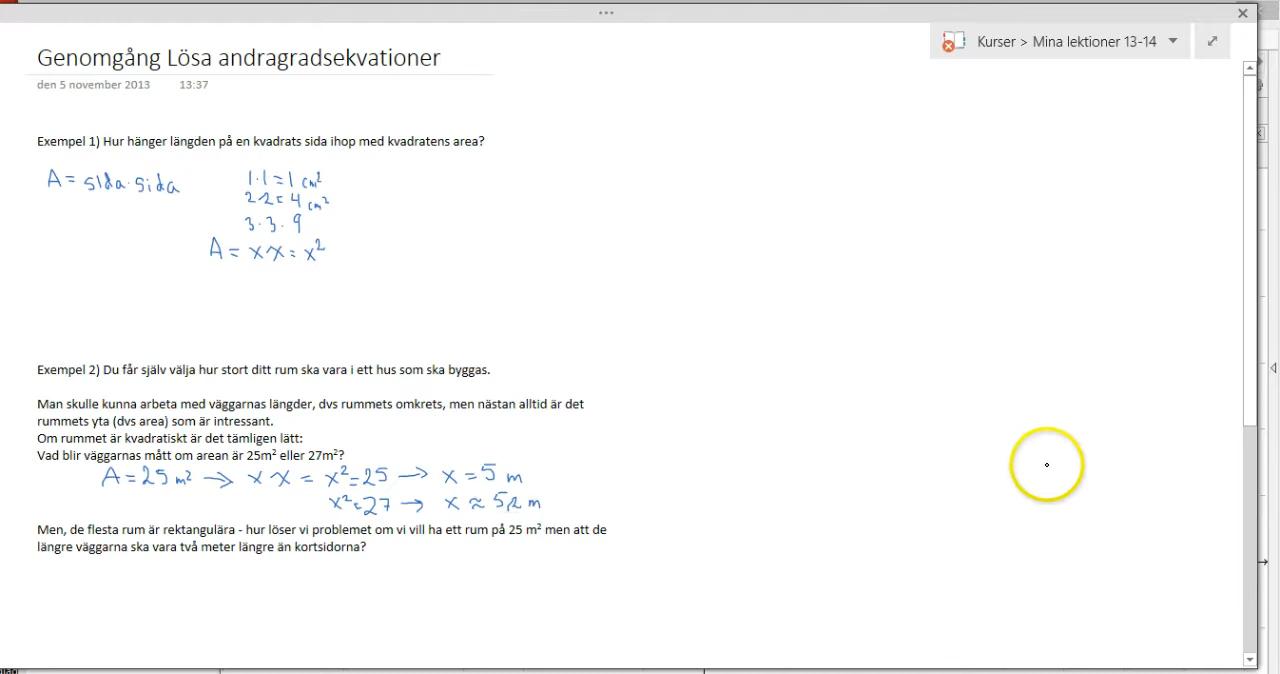 Kurser > Mina lektioner 13-14
Genomgång Lösa andragradsekvationer
den 5 november 2013 13:37
Exempel 1) Hur hänger längden på en kvadrats sida ihop med kvadratens area?
A = sida · sida
1·1 = 1 cm²
2·2 = 4 cm²
3·3 · 9
A = x·x = x²
Exempel 2) Du får själv välja hur stort ditt rum ska vara i ett hus som ska byggas.
Man skulle kunna arbeta med väggarnas längder, dvs rummets omkrets, men nästan alltid är det
rummets yta (dvs area) som är intressant.
Om rummet är kvadratiskt är det tämligen lätt:
Vad blir väggarnas mått om arean är 25m² eller 27m²?
A = 25 m² → x·x = x² = 25 → x = 5 m
x² = 27 → x ≈ 5,2 m
Men, de flesta rum är rektangulära - hur löser vi problemet om vi vill ha ett rum på 25 m² men att de
längre väggarna ska vara två meter längre än kortsidorna?